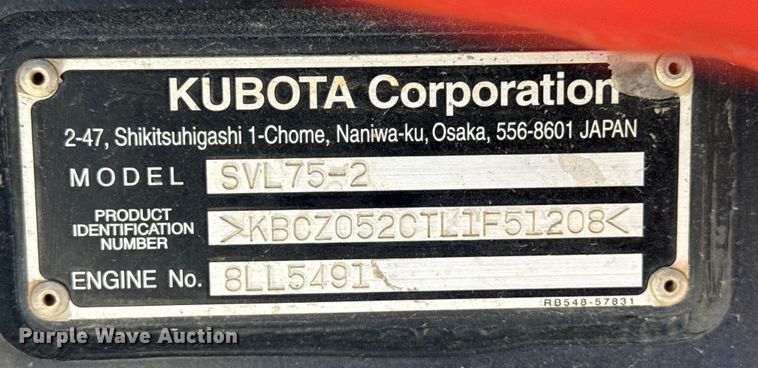 KUBOTA Corporation
2-47, Shikitsuhigashi 1-Chome, Naniwa-ku, Osaka, 556-8601 JAPAN
MODEL SVL75-2
PRODUCT
IDENTIFICATION
NUMBER
>KBCZ052CTL1F51208<
ENGINE No. 8LL5491
RB548-57831
Purple Wave Auction